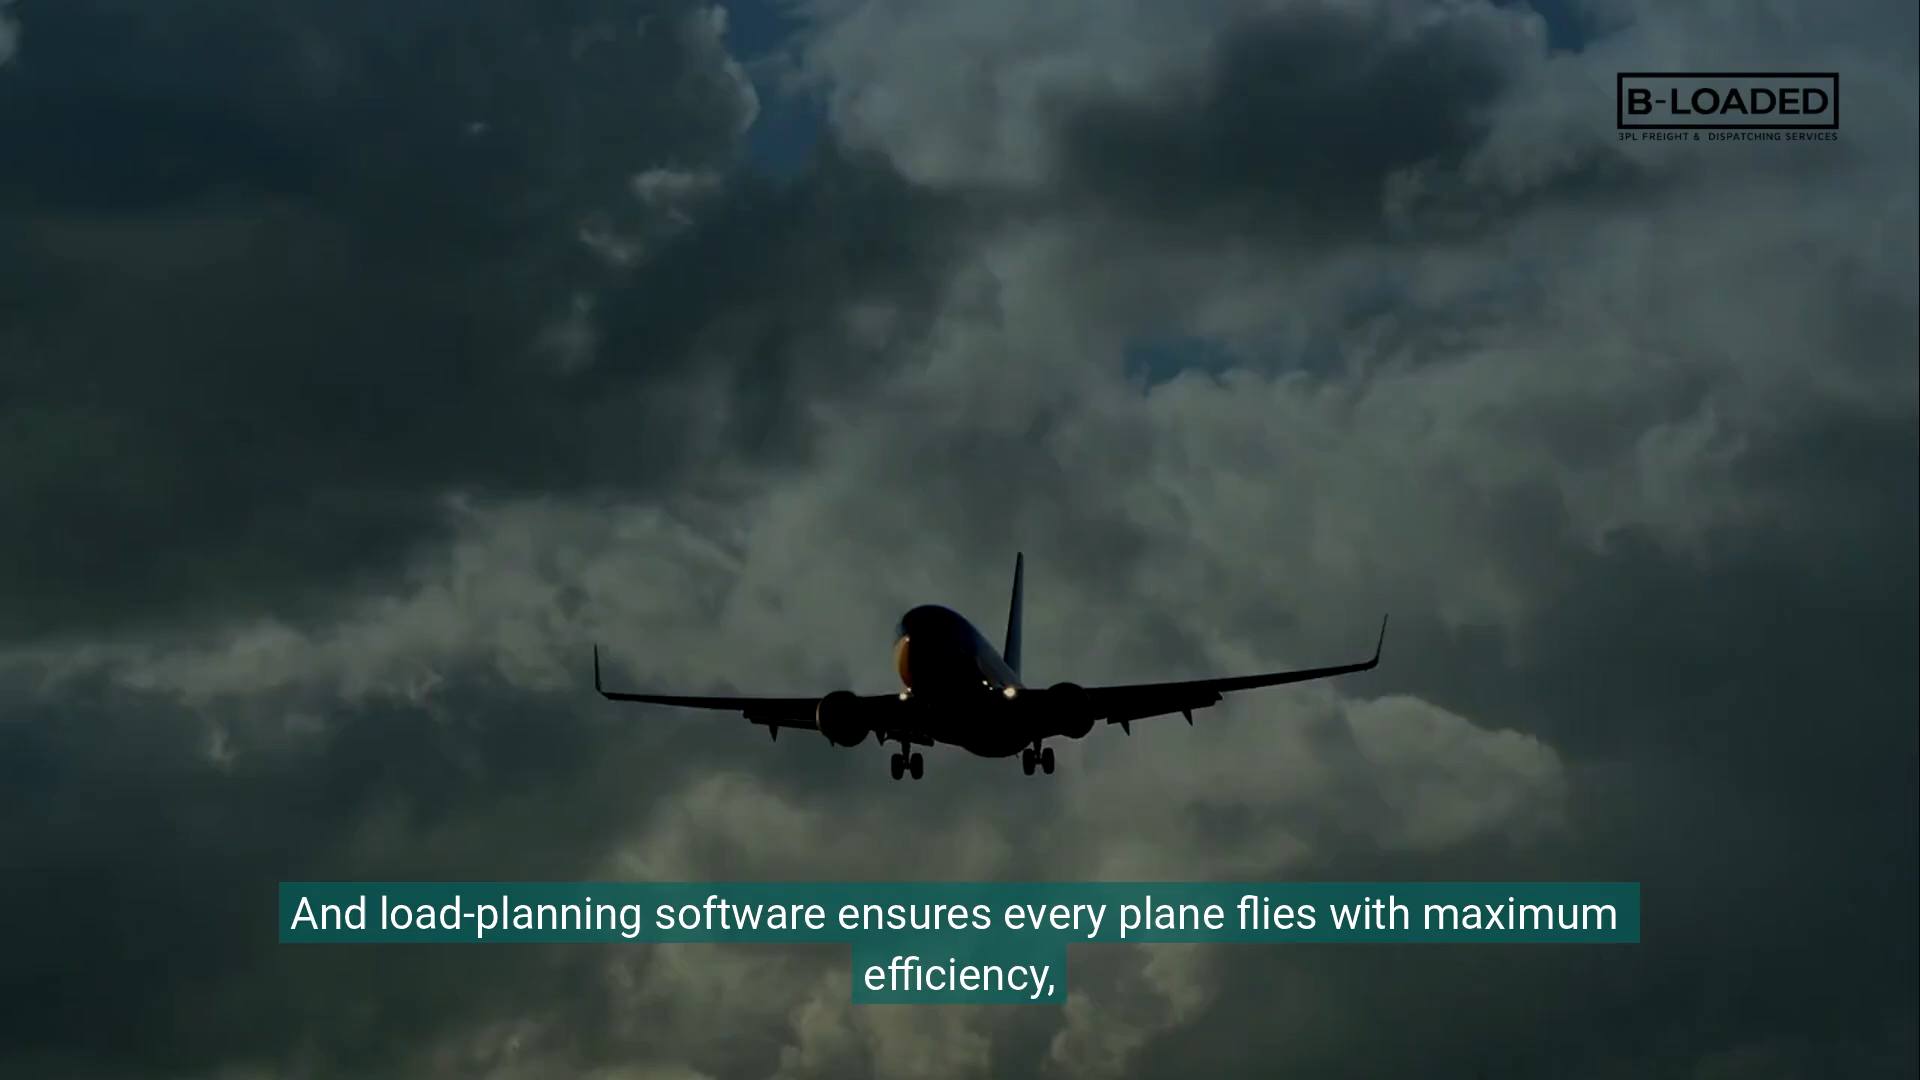 B-LOADED
3PL FREIGHT & DISPATCHING SERVICES
And load-planning software ensures every plane flies with maximum
efficiency,